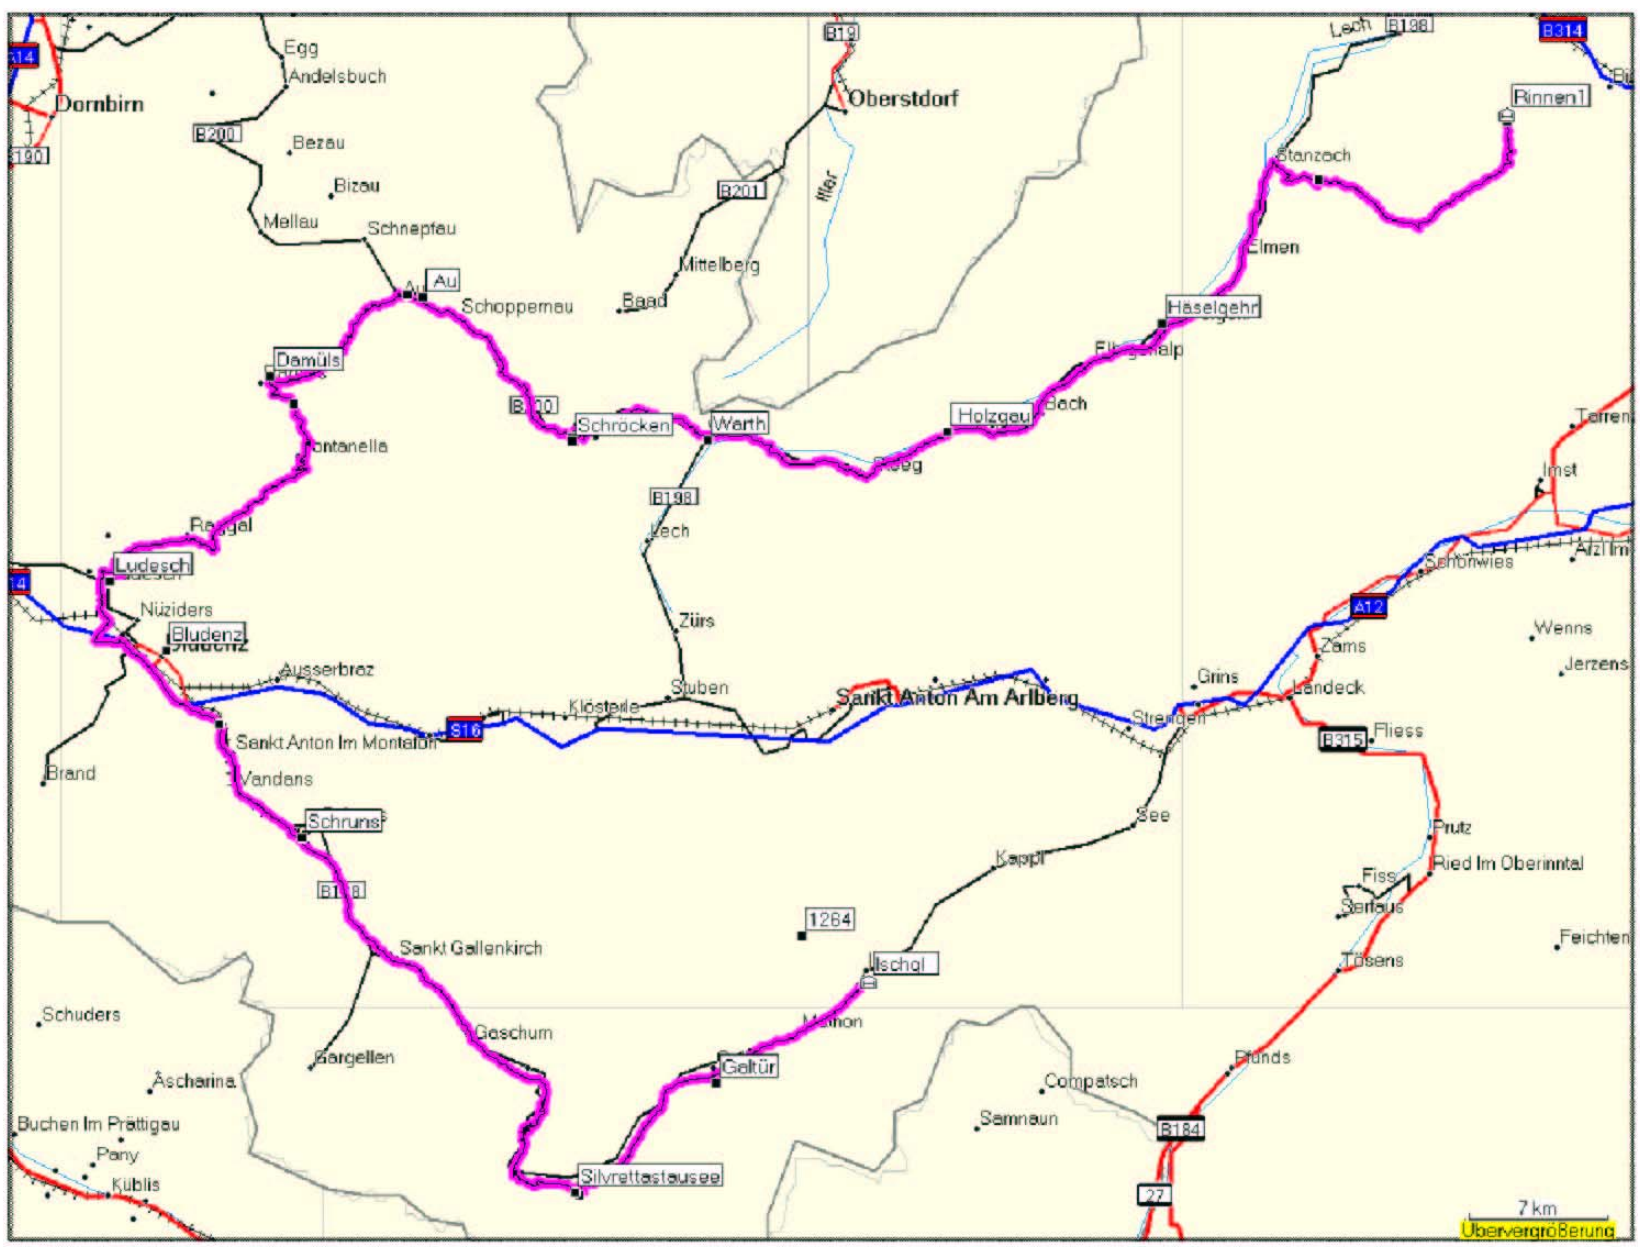 Lech
B198
B19
B314
A14
Egg
Andelsbuch
Dornbirn
Oberstdorf
Rinnen1
B200
Bezau
B190
Stanzach
Bizau
B201
Iller
Mellau
Schnepfau
Elmen
Mittelberg
Au
Baad
Schoppernau
Häselgehr
Damüls
Bach
Schröcken
Warth
Holzgau
Fontanella
Imst
B198
Raggal
Lech
Ludesch
Schönwies
14
Nüziders
A12
Zürs
Wenns
Bludenz
Zams
Jerzens
Ausserbraz
Grins
Stuben
Landeck
Klösterle
Sankt Anton Am Arlberg
Strengen
S16
Sankt Anton Im Montafon
B315
Fliess
Brand
Vandans
Schruns
See
Prutz
Kappl
Ried Im Oberinntal
Fiss
Serfaus
1264
Sankt Gallenkirch
Feichten
Ischgl
Tösens
Schuders
Mathon
Gaschurn
Gargellen
Pfunds
Galtür
Ascharina
Compatsch
Buchen Im Prättigau
Samnaun
B184
Pany
Silvrettastausee
Küblis
27
7 km
Übervergrößerung